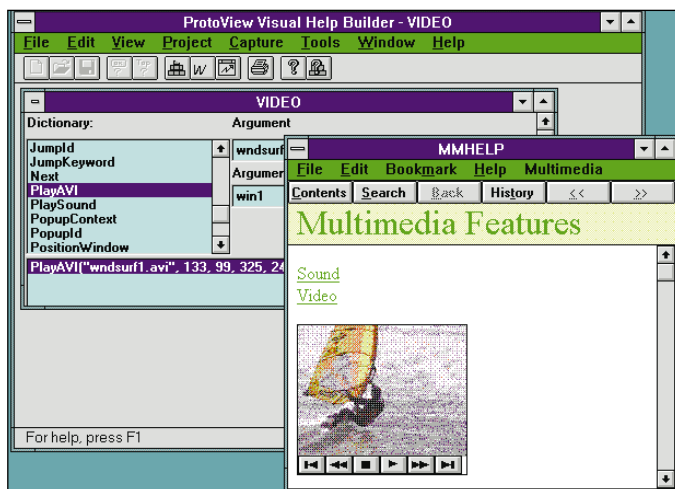 ProtoView Visual Help Builder - VIDEO
File Edit View Project Capture Tools Window Help
W
VIDEO
Dictionary: Argument
JumpId
JumpKeyword
Next
PlayAVI
PlaySound
PopupContext
PopupId
PositionWindow
wndsurf
Argumer
win1
PlayAVI("wndsurf1.avi", 133, 99, 325, 24
For help, press F1
MMHELP
File Edit Bookmark Help Multimedia
Contents Search Back History << >>
Multimedia Features
Sound
Video